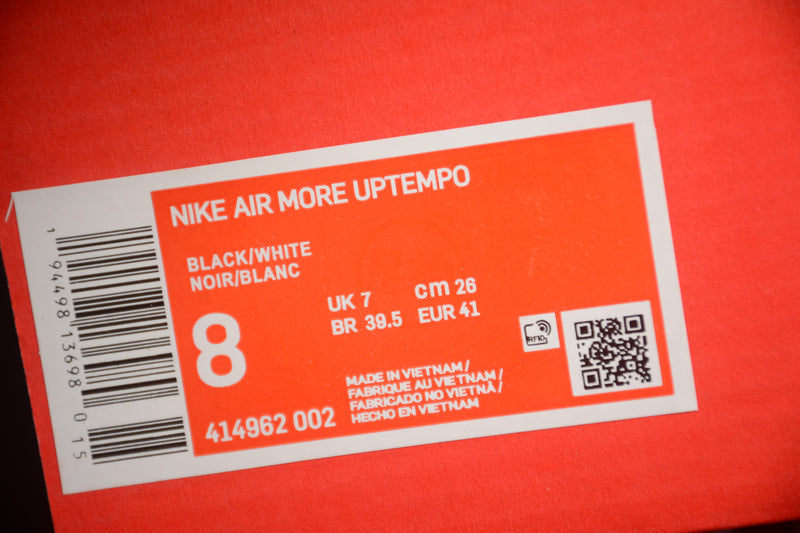 NIKE AIR MORE UPTEMPO
BLACK/WHITE
NOIR/BLANC
8
UK 7 cm 26
BR 39.5 EUR 41
414962 002
MADE IN VIETNAM /
FABRIQUE AU VIETNAM /
FABRICADO NO VIETNÃ /
HECHO EN VIETNAM
RFID
1 94498 13698 0 15